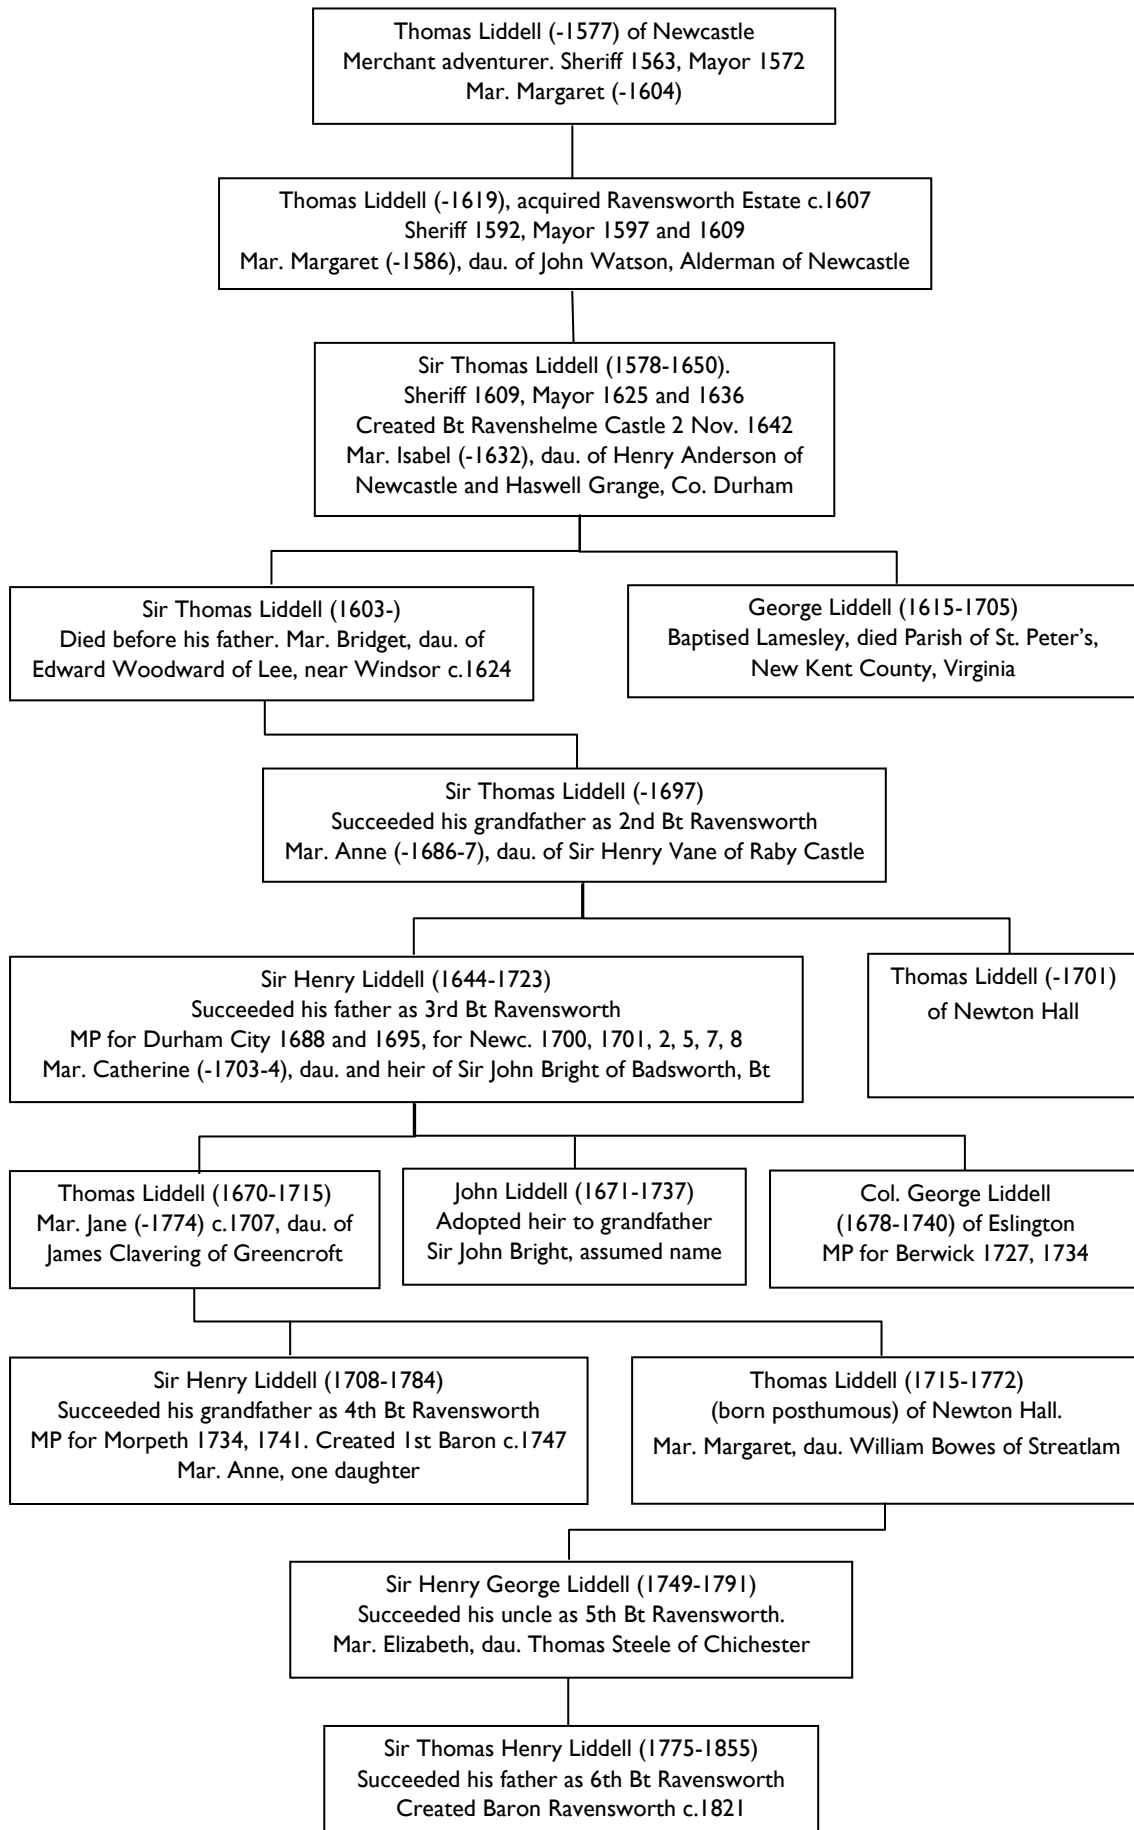 Thomas Liddell (-1577) of Newcastle
Merchant adventurer. Sheriff 1563, Mayor 1572
Mar. Margaret (-1604)
Thomas Liddell (-1619), acquired Ravensworth Estate c.1607
Sheriff 1592, Mayor 1597 and 1609
Mar. Margaret (-1586), dau. of John Watson, Alderman of Newcastle
Sir Thomas Liddell (1578-1650).
Sheriff 1609, Mayor 1625 and 1636
Created Bt Ravenshelme Castle 2 Nov. 1642
Mar. Isabel (-1632), dau. of Henry Anderson of
Newcastle and Haswell Grange, Co. Durham
Sir Thomas Liddell (1603-)
Died before his father. Mar. Bridget, dau. of
Edward Woodward of Lee, near Windsor c.1624
George Liddell (1615-1705)
Baptised Lamesley, died Parish of St. Peter's,
New Kent County, Virginia
Sir Thomas Liddell (-1697)
Succeeded his grandfather as 2nd Bt Ravensworth
Mar. Anne (-1686-7), dau. of Sir Henry Vane of Raby Castle
Sir Henry Liddell (1644-1723)
Succeeded his father as 3rd Bt Ravensworth
MP for Durham City 1688 and 1695, for Newc. 1700, 1701, 2, 5, 7, 8
Mar. Catherine (-1703-4), dau. and heir of Sir John Bright of Badsworth, Bt
Thomas Liddell (-1701)
of Newton Hall
Thomas Liddell (1670-1715)
Mar. Jane (-1774) c.1707, dau. of
James Clavering of Greencroft
John Liddell (1671-1737)
Adopted heir to grandfather
Sir John Bright, assumed name
Col. George Liddell
(1678-1740) of Eslington
MP for Berwick 1727, 1734
Sir Henry Liddell (1708-1784)
Succeeded his grandfather as 4th Bt Ravensworth
MP for Morpeth 1734, 1741. Created 1st Baron c.1747
Mar. Anne, one daughter
Thomas Liddell (1715-1772)
(born posthumous) of Newton Hall.
Mar. Margaret, dau. William Bowes of Streatlam
Sir Henry George Liddell (1749-1791)
Succeeded his uncle as 5th Bt Ravensworth.
Mar. Elizabeth, dau. Thomas Steele of Chichester
Sir Thomas Henry Liddell (1775-1855)
Succeeded his father as 6th Bt Ravensworth
Created Baron Ravensworth c.1821